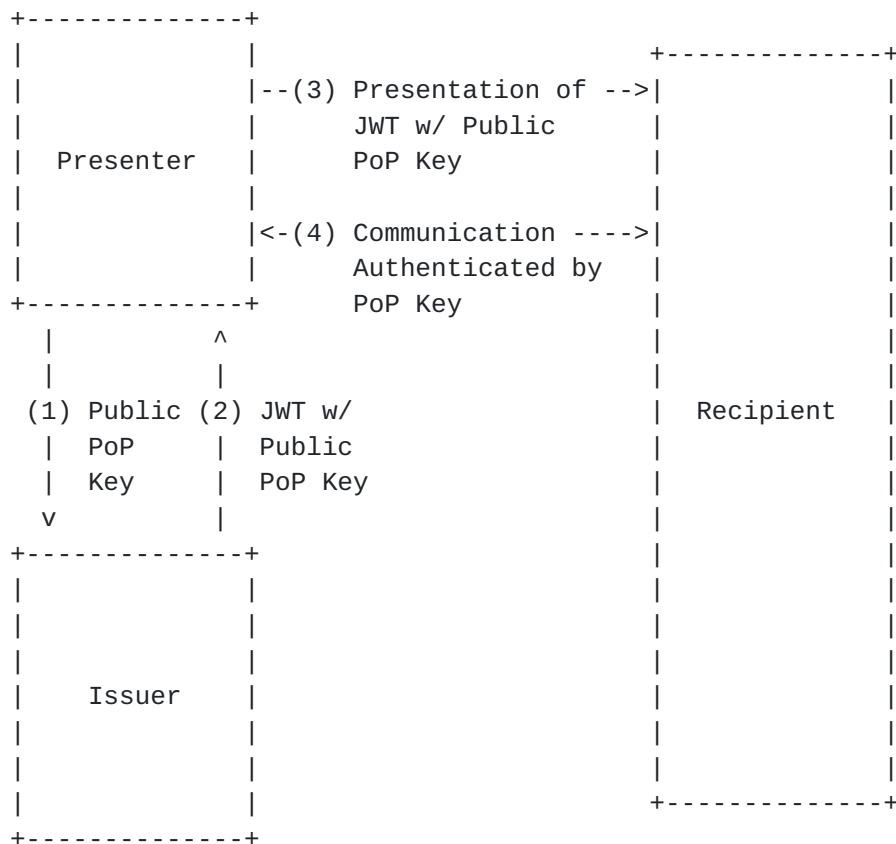 --(3) Presentation of -->
JWT w/ Public
Presenter
PoP Key
<-(4) Communication ---->
Authenticated by
PoP Key
(1) Public (2) JWT w/
Recipient
PoP
Public
Key
PoP Key
Issuer